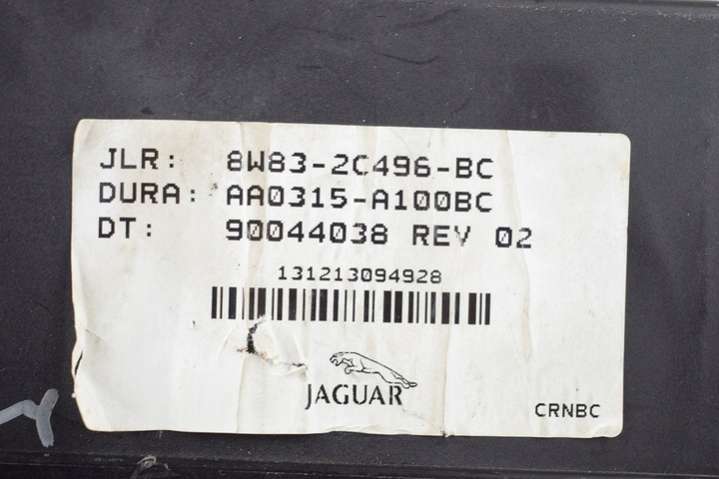 JLR: 8W83-2C496-BC
DURA: AA0315-A100BC
DT: 90044038 REV 02
131213094928
JAGUAR
CRNBC